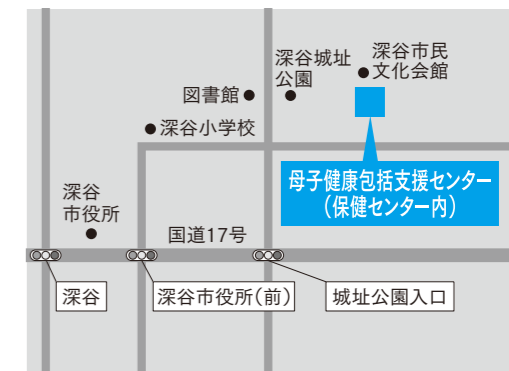 深谷城址
公園
深谷市民
文化会館
図書館
深谷小学校
母子健康包括支援センター
（保健センター内）
深谷
市役所
国道17号
深谷
深谷市役所（前）
城址公園入口